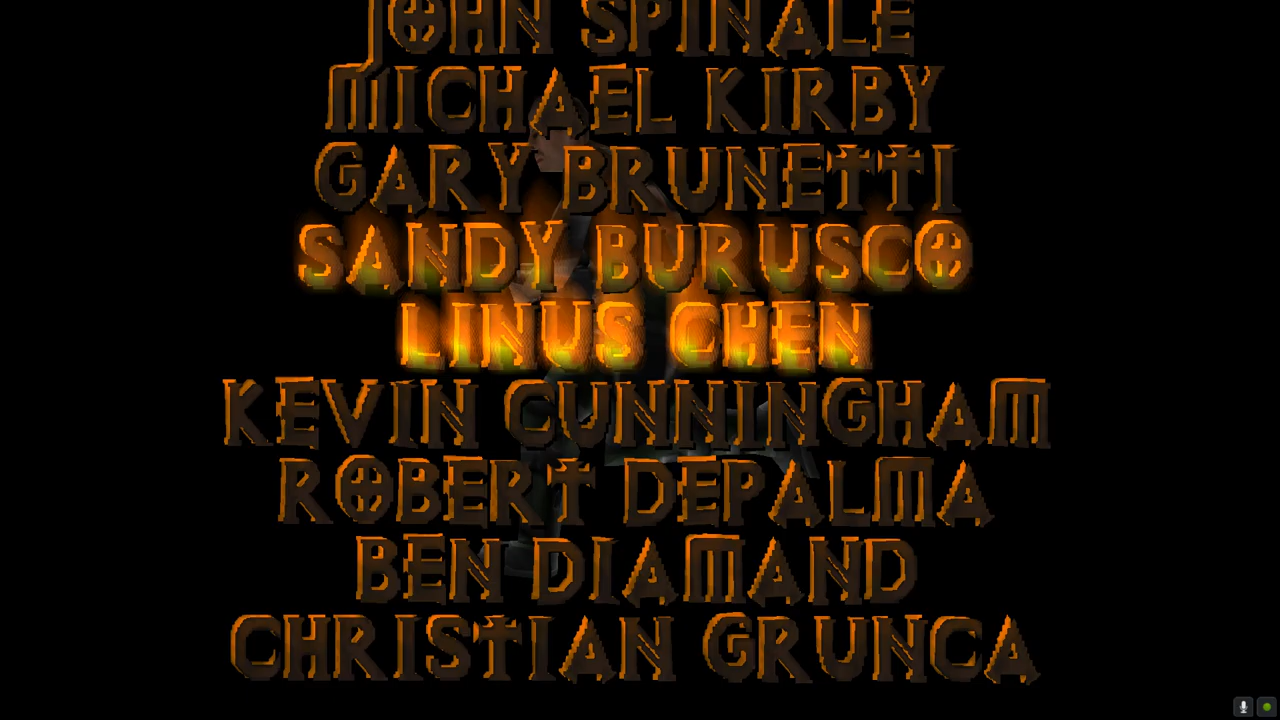 JOHN SPINALE
MICHAEL KIRBY
GARY BRUNETTI
SANDY BURUSCO
LINUS CHEN
KEVIN CUNNINGHAM
ROBERT DEPALMA
BEN DIAMAND
CHRISTIAN GRUNCA